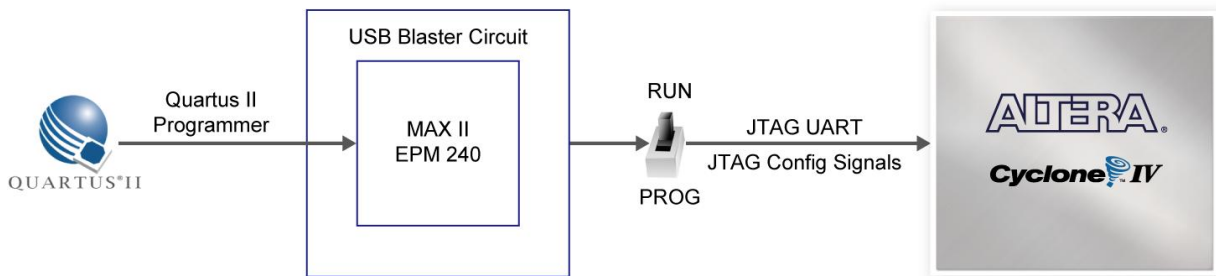 QUARTUS®II
Quartus II
Programmer
USB Blaster Circuit
MAX II
EPM 240
RUN
PROG
JTAG UART
JTAG Config Signals
ALTERA®
Cyclone™ IV